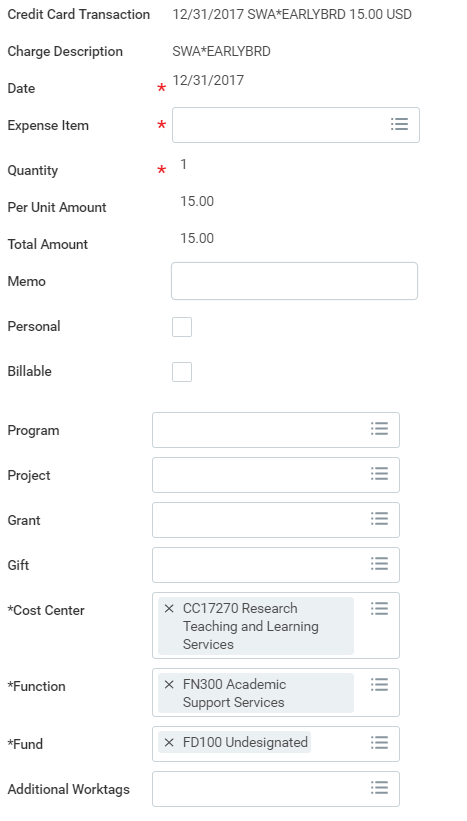 Credit Card Transaction 12/31/2017 SWA*EARLYBRD 15.00 USD
Charge Description SWA*EARLYBRD
Date * 12/31/2017
Expense Item *
Quantity * 1
Per Unit Amount 15.00
Total Amount 15.00
Memo
Personal
Billable
Program
Project
Grant
Gift
*Cost Center × CC17270 Research
Teaching and Learning
Services
*Function × FN300 Academic
Support Services
*Fund × FD100 Undesignated
Additional Worktags